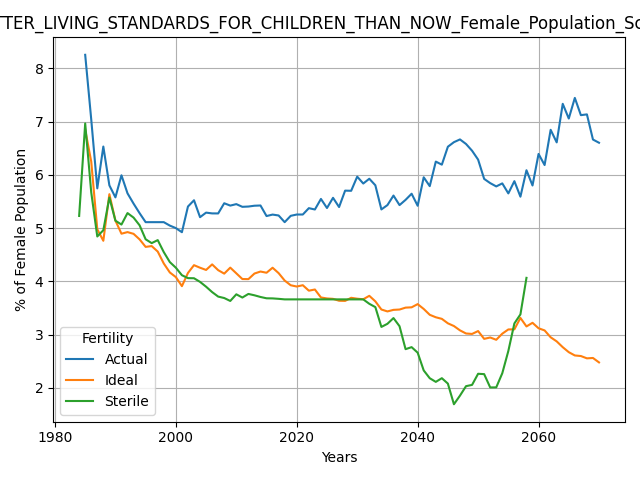 TTER_LIVING_STANDARDS_FOR_CHILDREN_THAN_NOW_Female_Population_Sc
% of Female Population
8
7
6
5
4
3
2
Fertility
Actual
Ideal
Sterile
1980 2000 2020 2040 2060
Years